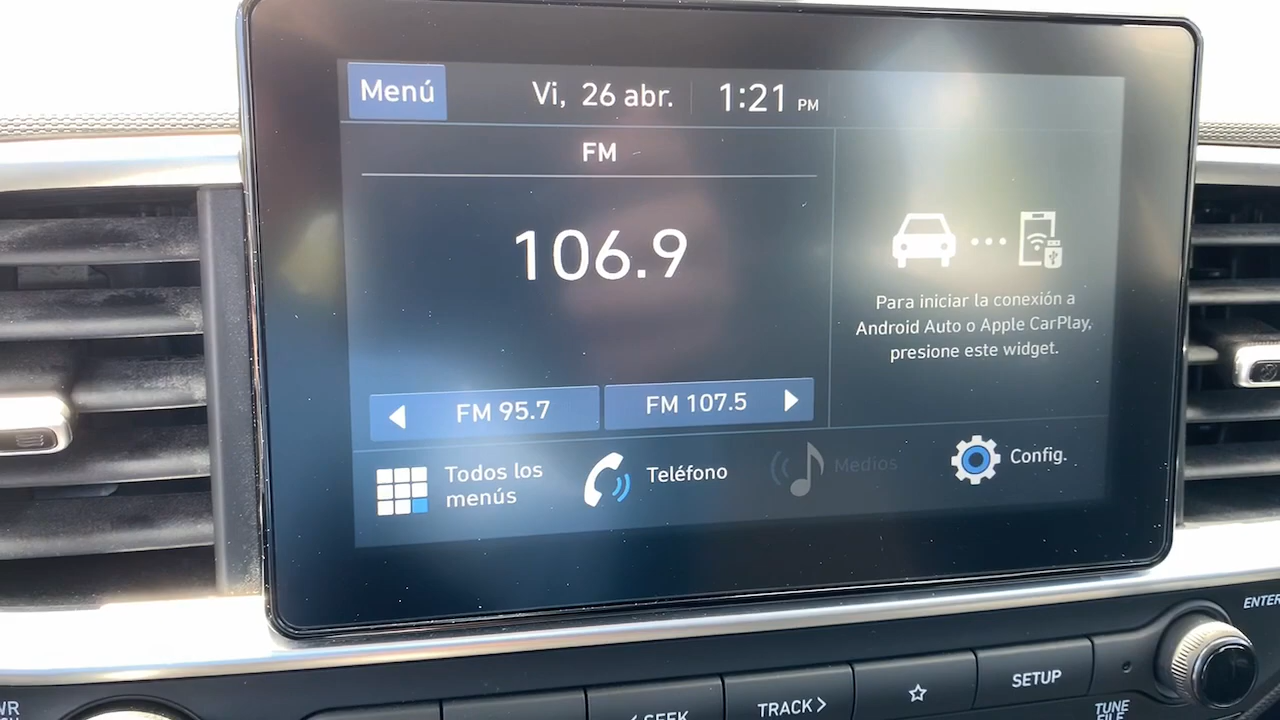 Menú
Vi, 26 abr.
1:21 PM
FM
106.9
Para iniciar la conexión a
Android Auto o Apple CarPlay,
presione este widget.
FM 95.7
FM 107.5
Todos los
menús
Teléfono
Medios
Config.
ENTER
SEEK
TRACK
SETUP
TUNE
FILE